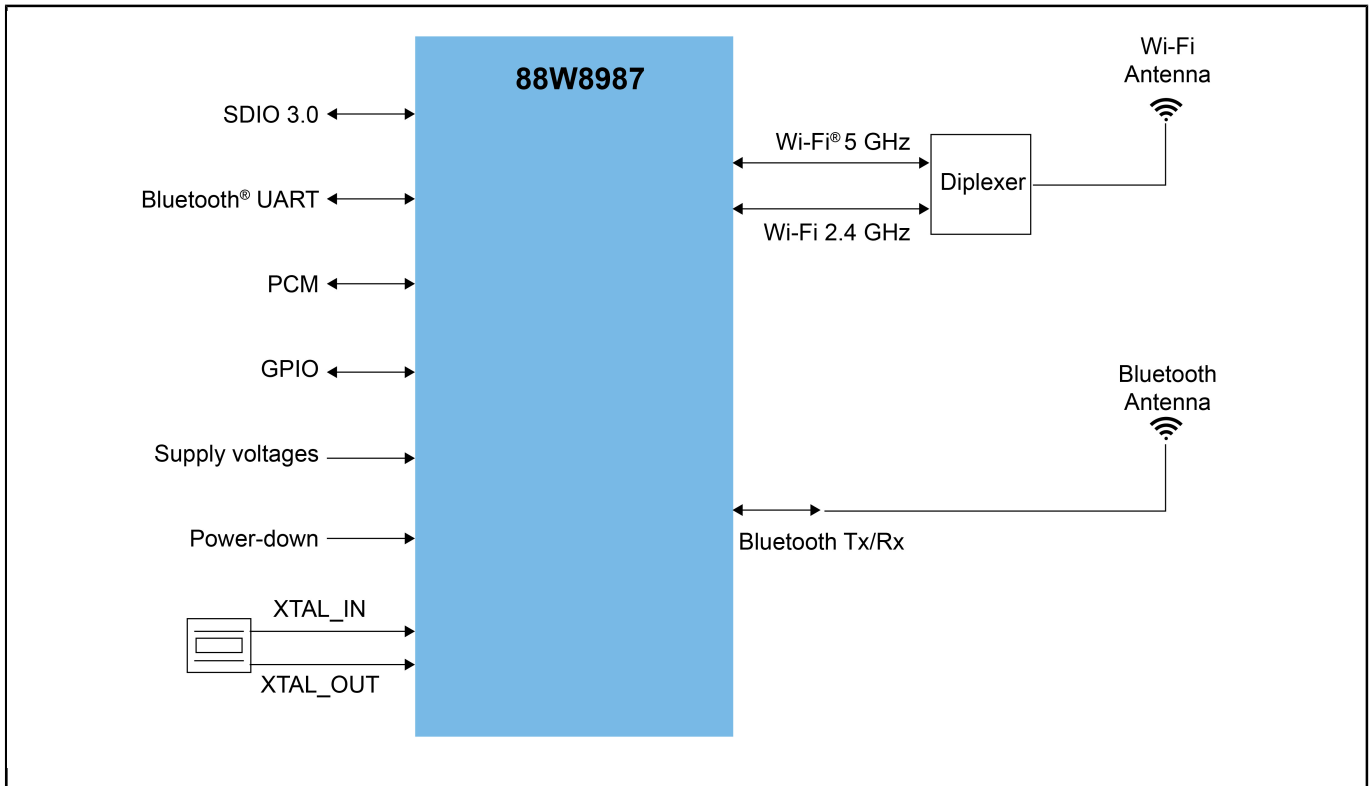 88W8987
SDIO 3.0
Bluetooth® UART
PCM
GPIO
Supply voltages
Power-down
XTAL_IN
XTAL_OUT
Wi-Fi® 5 GHz
Wi-Fi 2.4 GHz
Diplexer
Wi-Fi
Antenna
Bluetooth
Antenna
Bluetooth Tx/Rx